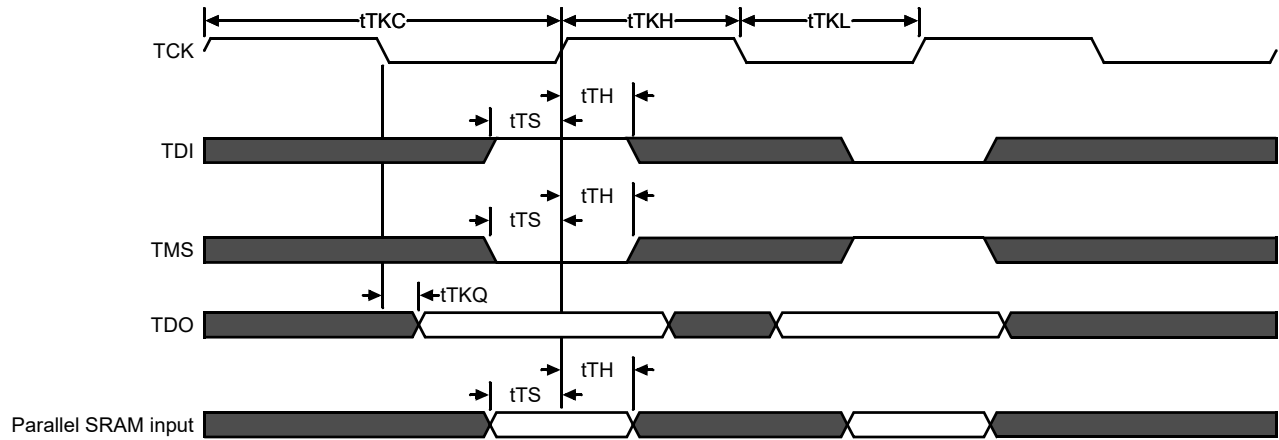 tTKC
tTKH
tTKL
TCK
tTH
tTS
TDI
tTH
tTS
TMS
tTKQ
TDO
tTH
tTS
Parallel SRAM input